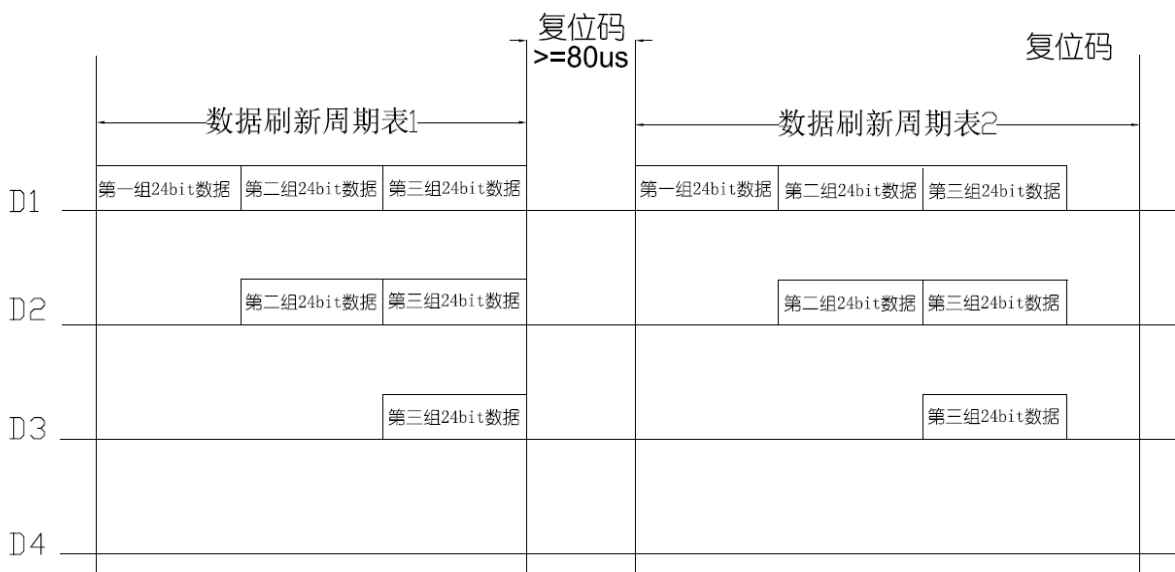 复位码
>=80us
复位码
数据刷新周期表1
数据刷新周期表2
D1
第一组24bit数据
第二组24bit数据
第三组24bit数据
第一组24bit数据
第二组24bit数据
第三组24bit数据
D2
第二组24bit数据
第三组24bit数据
第二组24bit数据
第三组24bit数据
D3
第三组24bit数据
第三组24bit数据
D4